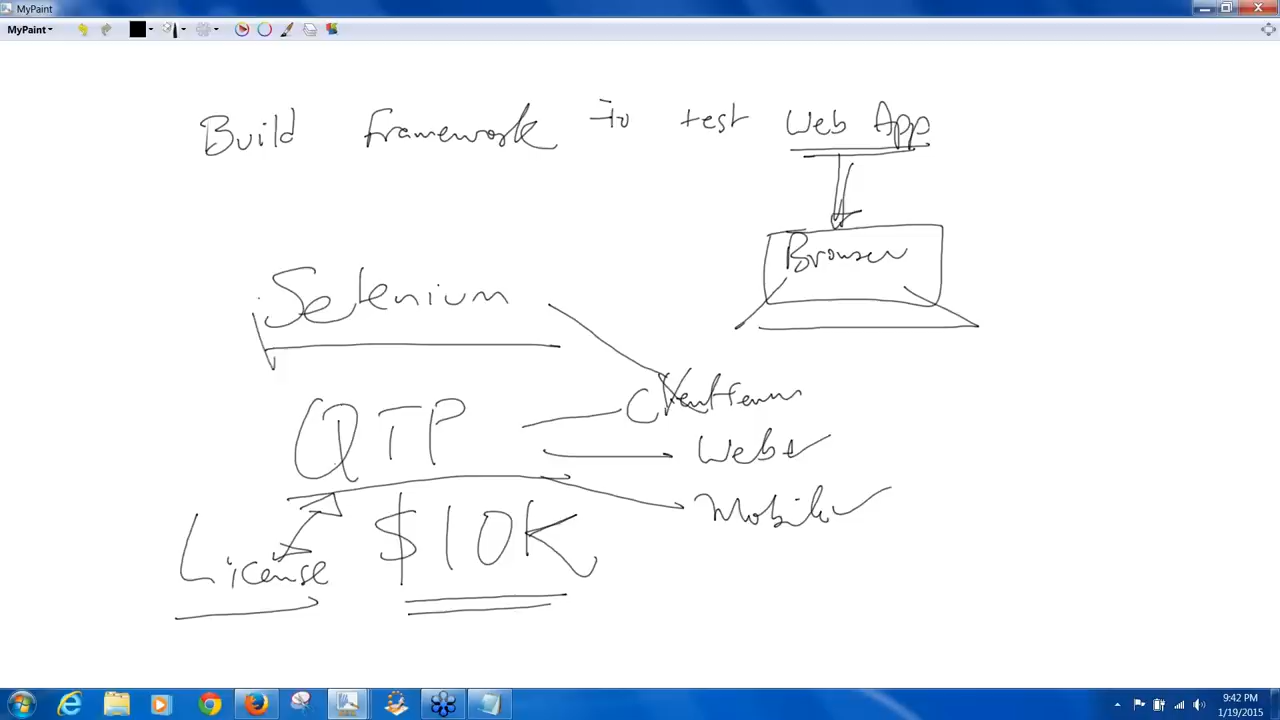 MyPaint
MyPaint
Build Framework to test Web App
Browser
Selenium
QTP
Web
Mobile
License $10K
9:42 PM
1/19/2015